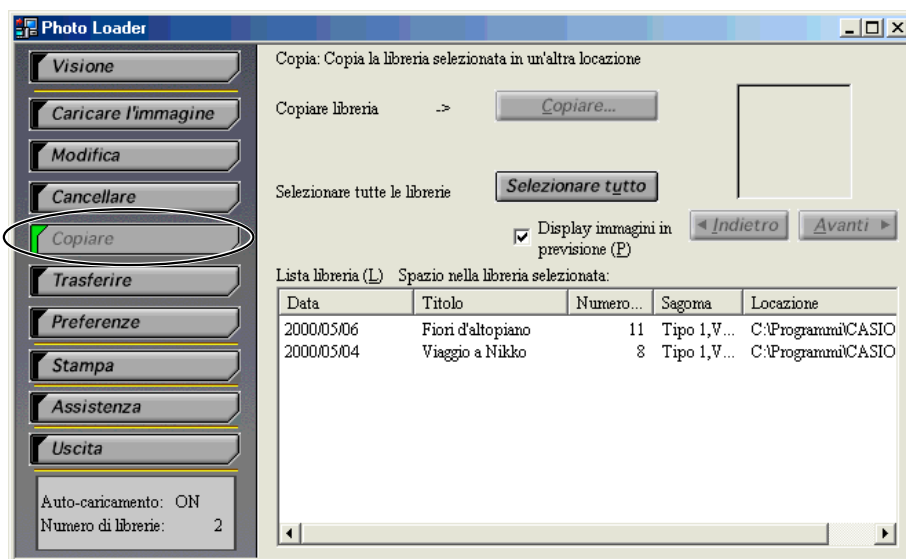 Photo Loader
Visione
Caricare l'immagine
Modifica
Cancellare
Copiare
Trasferire
Preferenze
Stampa
Assistenza
Uscita
Auto-caricamento: ON
Numero di librerie: 2
Copia: Copia la libreria selezionata in un'altra locazione
Copiare libreria -> Copiare...
Selezionare tutte le librerie Selezionare tutto
Display immagini in
previsione (P)
Indietro Avanti
Lista libreria (L) Spazio nella libreria selezionata:
Data Titolo Numero... Sagoma Locazione
2000/05/06 Fiori d'altopiano 11 Tipo 1,V... C:\Programmi\CASIO
2000/05/04 Viaggio a Nikko 8 Tipo 1,V... C:\Programmi\CASIO